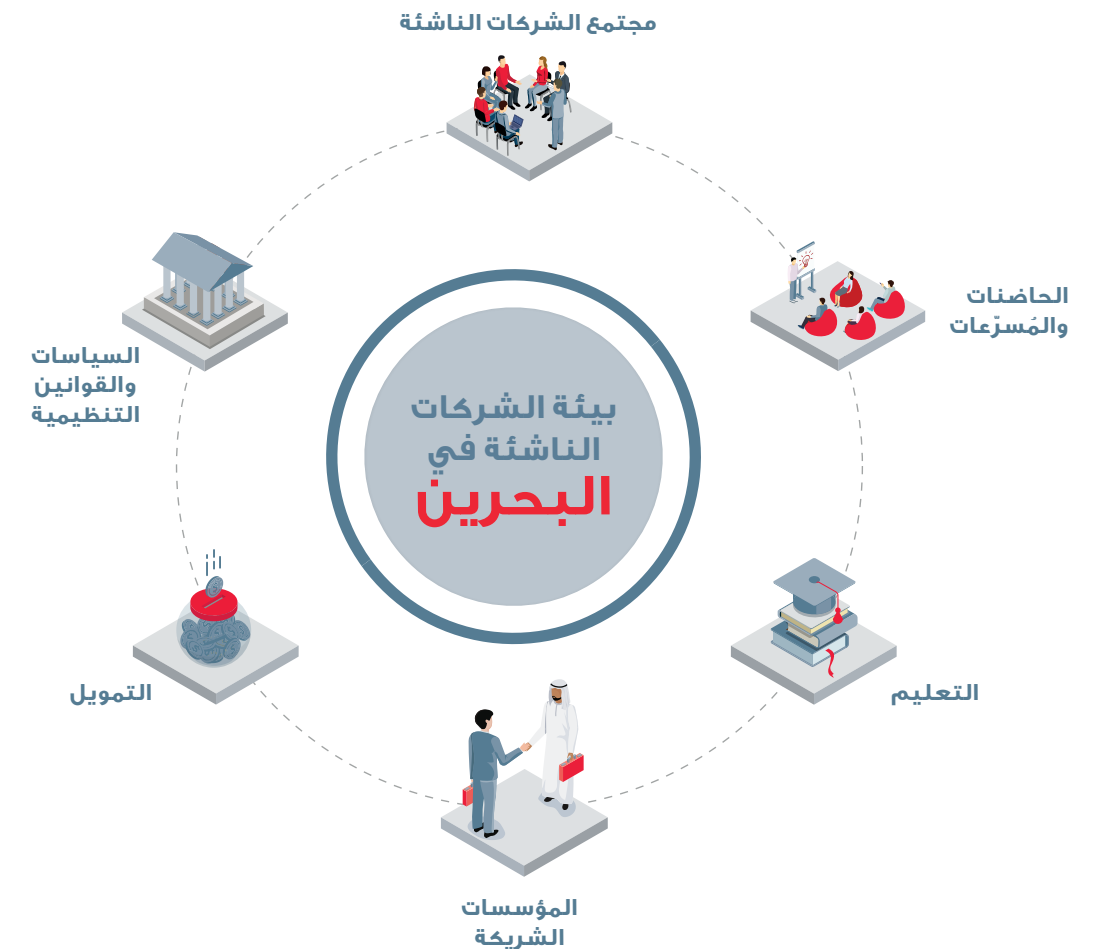 مجتمع الشركات الناشئة
الحاضنات
والمُسرّعات
السياسات
والقوانين
التنظيمية
بيئة الشركات
الناشئة في
البحرين
التعليم
التمويل
المؤسسات
الشريكة